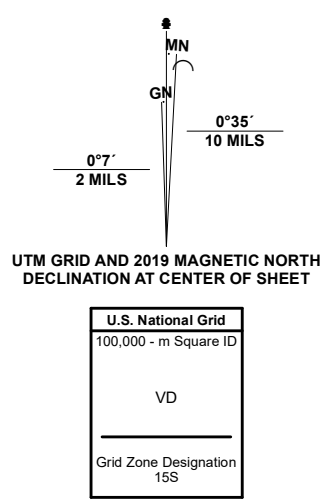 MN
GN
0°35´
10 MILS
0°7´
2 MILS
UTM GRID AND 2019 MAGNETIC NORTH
DECLINATION AT CENTER OF SHEET
U.S. National Grid
100,000 - m Square ID
VD
Grid Zone Designation
15S